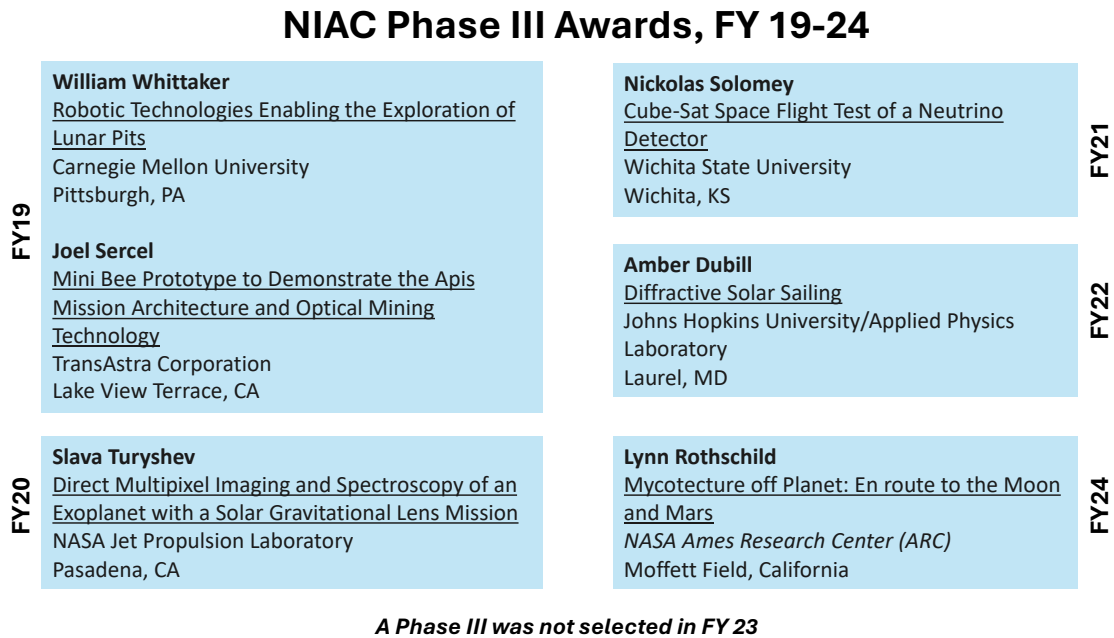 NIAC Phase III Awards, FY 19-24
FY19
William Whittaker
Robotic Technologies Enabling the Exploration of
Lunar Pits
Carnegie Mellon University
Pittsburgh, PA
Joel Sercel
Mini Bee Prototype to Demonstrate the Apis
Mission Architecture and Optical Mining
Technology
TransAstra Corporation
Lake View Terrace, CA
FY20
Slava Turyshev
Direct Multipixel Imaging and Spectroscopy of an
Exoplanet with a Solar Gravitational Lens Mission
NASA Jet Propulsion Laboratory
Pasadena, CA
Nickolas Solomey
Cube-Sat Space Flight Test of a Neutrino
Detector
Wichita State University
Wichita, KS
FY21
Amber Dubill
Diffractive Solar Sailing
Johns Hopkins University/Applied Physics
Laboratory
Laurel, MD
FY22
Lynn Rothschild
Mycotecture off Planet: En route to the Moon
and Mars
NASA Ames Research Center (ARC)
Moffett Field, California
FY24
A Phase III was not selected in FY 23